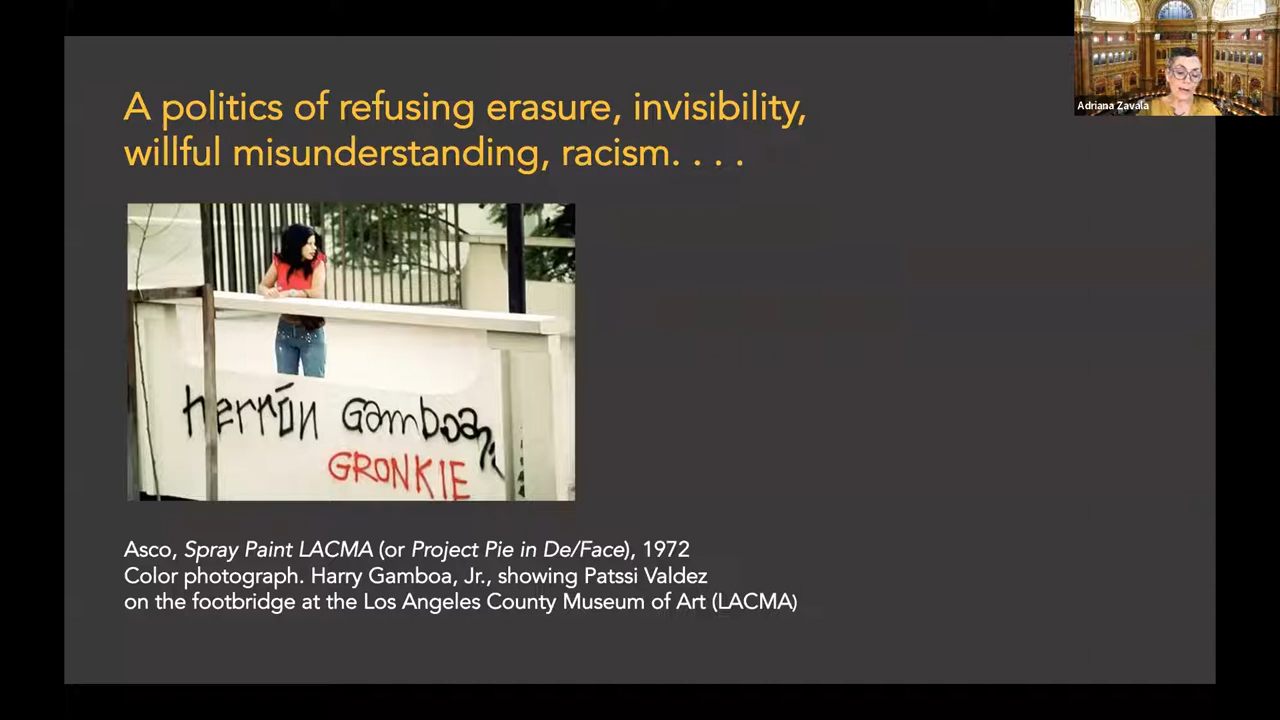 A politics of refusing erasure, invisibility,
willful misunderstanding, racism. . . .
Adriana Zavala
herrón Gamboa
GRONKIE
Asco, Spray Paint LACMA (or Project Pie in De/Face), 1972
Color photograph. Harry Gamboa, Jr., showing Patssi Valdez
on the footbridge at the Los Angeles County Museum of Art (LACMA)